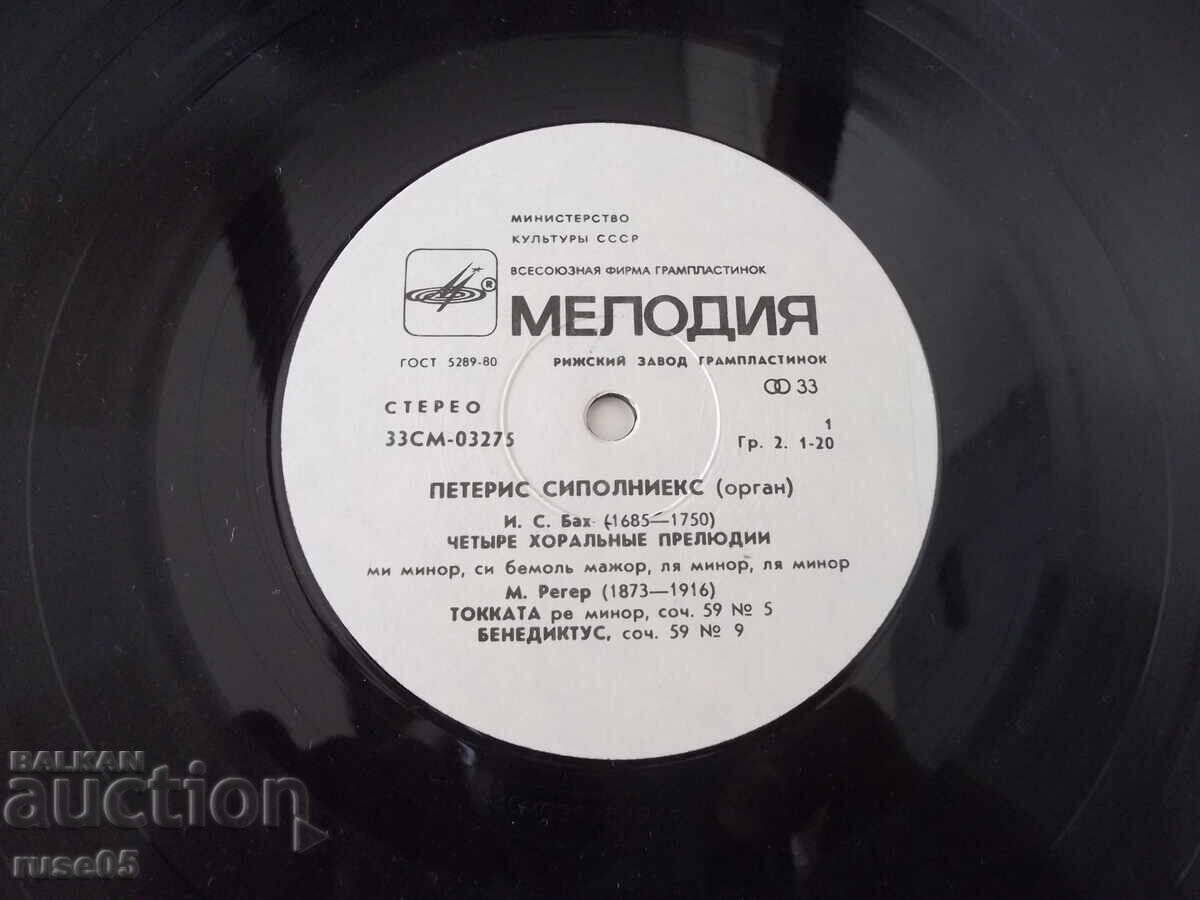 МИНИСТЕРСТВО
КУЛЬТУРЫ СССР
ВСЕСОЮЗНАЯ ФИРМА ГРАМПЛАСТИНОК
®
МЕЛОДИЯ
ГОСТ 5289-80
РИЖСКИЙ ЗАВОД ГРАМПЛАСТИНОК
33
СТЕРЕО
33СМ-03275
1
Гр. 2. 1-20
ПЕТЕРИС СИПОЛНИЕКС (орган)
И. С. Бах (1685—1750)
ЧЕТЫРЕ ХОРАЛЬНЫЕ ПРЕЛЮДИИ
ми минор, си бемоль мажор, ля минор, ля минор
М. Регер (1873—1916)
ТОККАТА ре минор, соч. 59 № 5
БЕНЕДИКТУС, соч. 59 № 9
BALKAN
auction
ruse05